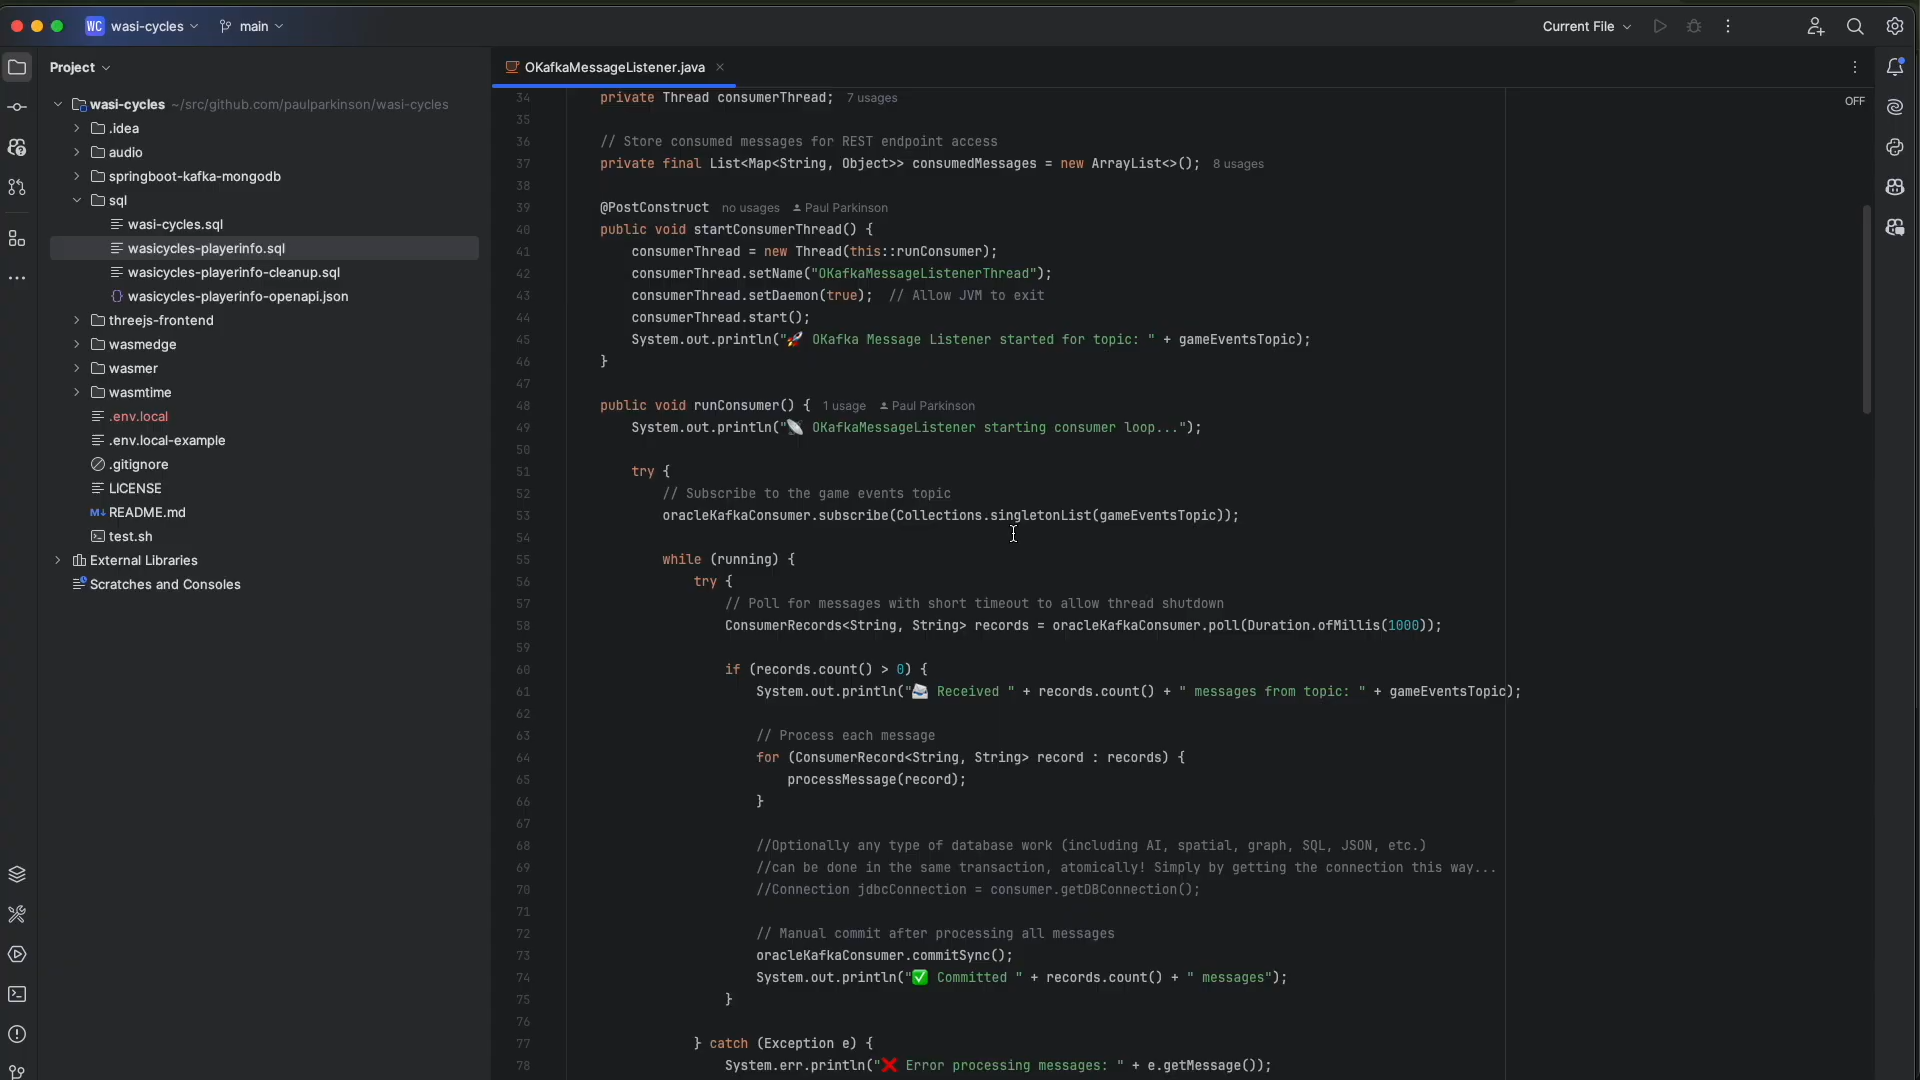 WC wasi-cycles main Current File
Project
OKafkaMessageListener.java
OFF
wasi-cycles ~/src/github.com/paulparkinson/wasi-cycles
.idea
audio
springboot-kafka-mongodb
sql
wasi-cycles.sql
wasicycles-playerinfo.sql
wasicycles-playerinfo-cleanup.sql
wasicycles-playerinfo-openapi.json
threejs-frontend
wasmedge
wasmer
wasmtime
.env.local
.env.local-example
.gitignore
LICENSE
README.md
test.sh
External Libraries
Scratches and Consoles
34 private Thread consumerThread; 7 usages
35
36 // Store consumed messages for REST endpoint access
37 private final List<Map<String, Object>> consumedMessages = new ArrayList<>(); 8 usages
38
39 @PostConstruct no usages Paul Parkinson
40 public void startConsumerThread() {
41 consumerThread = new Thread(this::runConsumer);
42 consumerThread.setName("OKafkaMessageListenerThread");
43 consumerThread.setDaemon(true); // Allow JVM to exit
44 consumerThread.start();
45 System.out.println("🚀 OKafka Message Listener started for topic: " + gameEventsTopic);
46 }
47
48 public void runConsumer() { 1 usage Paul Parkinson
49 System.out.println("📡 OKafkaMessageListener starting consumer loop...");
50
51 try {
52 // Subscribe to the game events topic
53 oracleKafkaConsumer.subscribe(Collections.singletonList(gameEventsTopic));
54
55 while (running) {
56 try {
57 // Poll for messages with short timeout to allow thread shutdown
58 ConsumerRecords<String, String> records = oracleKafkaConsumer.poll(Duration.ofMillis(1000));
59
60 if (records.count() > 0) {
61 System.out.println("📨 Received " + records.count() + " messages from topic: " + gameEventsTopic);
62
63 // Process each message
64 for (ConsumerRecord<String, String> record : records) {
65 processMessage(record);
66 }
67
68 //Optionally any type of database work (including AI, spatial, graph, SQL, JSON, etc.)
69 //can be done in the same transaction, atomically! Simply by getting the connection this way...
70 //Connection jdbcConnection = consumer.getDBConnection();
71
72 // Manual commit after processing all messages
73 oracleKafkaConsumer.commitSync();
74 System.out.println("✅ Committed " + records.count() + " messages");
75 }
76
77 } catch (Exception e) {
78 System.err.println("❌ Error processing messages: " + e.getMessage());